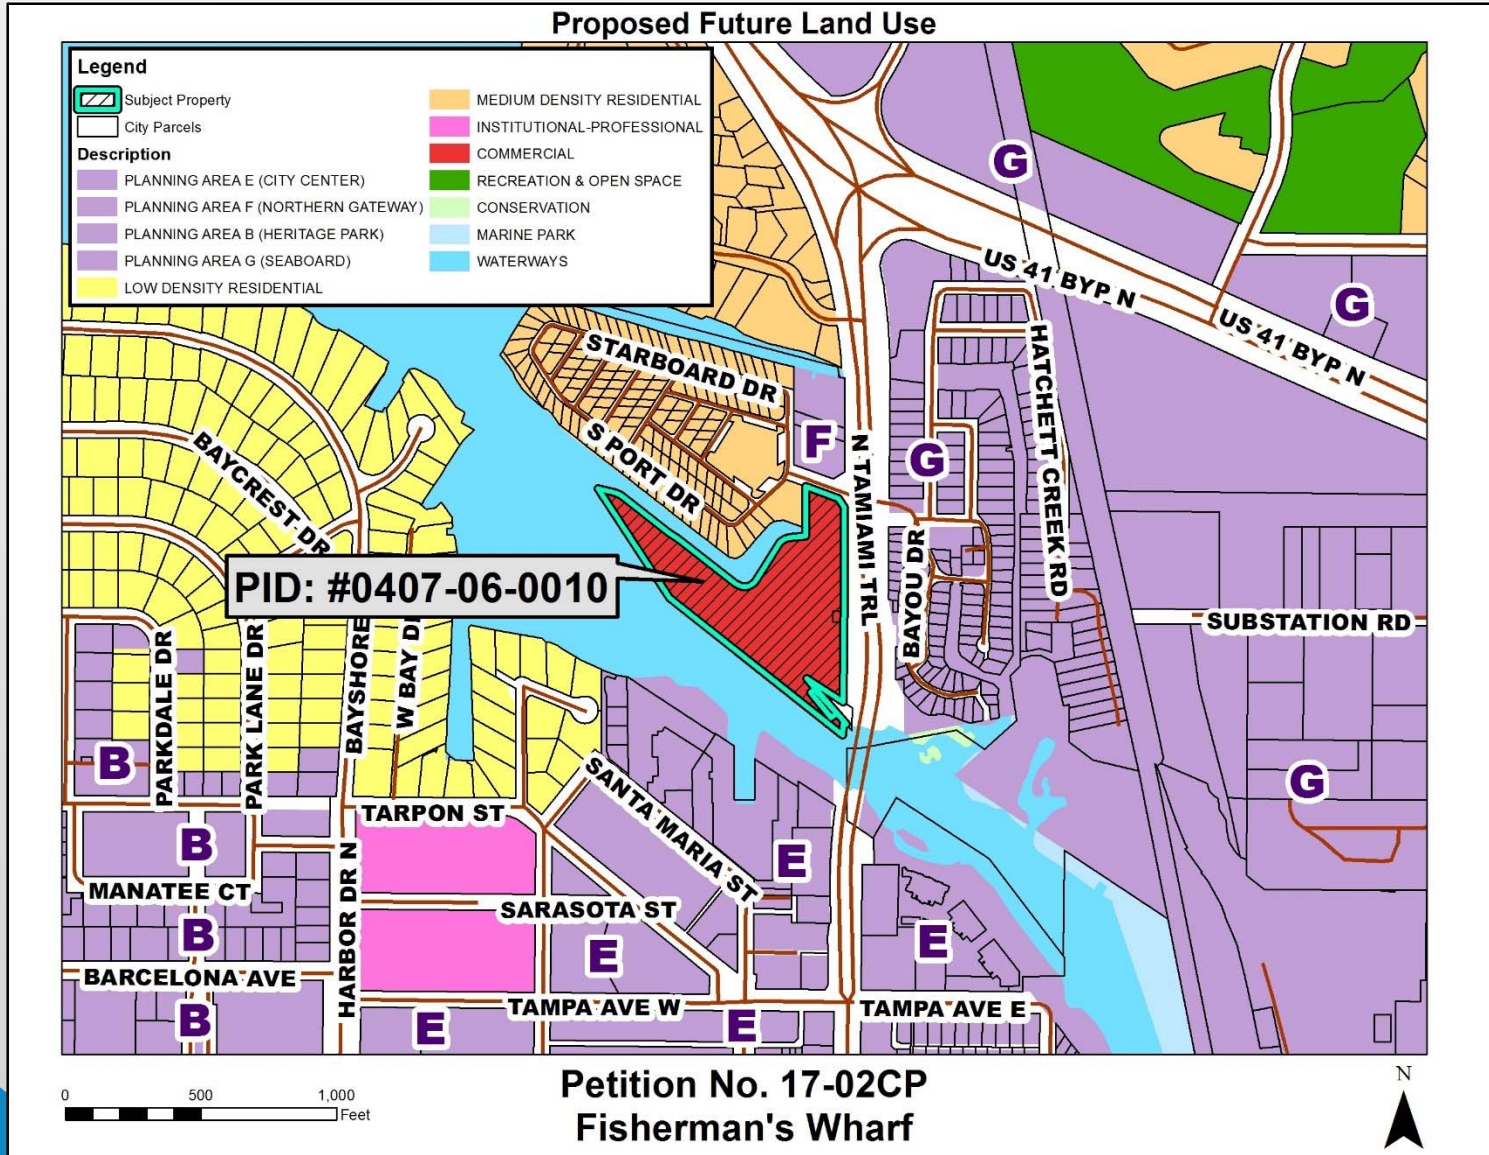 Proposed Future Land Use
Legend
Subject Property
City Parcels
Description
PLANNING AREA E (CITY CENTER)
PLANNING AREA F (NORTHERN GATEWAY)
PLANNING AREA B (HERITAGE PARK)
PLANNING AREA G (SEABOARD)
LOW DENSITY RESIDENTIAL
MEDIUM DENSITY RESIDENTIAL
INSTITUTIONAL-PROFESSIONAL
COMMERCIAL
RECREATION & OPEN SPACE
CONSERVATION
MARINE PARK
WATERWAYS
G
US 41 BYP N
G
US 41 BYP N
STARBOARD DR
HATCHETT CREEK RD
F
G
N TAMIAMI TRL
S PORT DR
BAYCREST DR
BAYOU DR
PID: #0407-06-0010
SUBSTATION RD
PARKDALE DR
PARK LANE DR
BAYSHORE
W BAY D
B
G
TARPON ST
SANTA MARIA ST
B
E
MANATEE CT
HARBOR DR N
SARASOTA ST
B
E
E
BARCELONA AVE
TAMPA AVE W
TAMPA AVE E
B
E
E
0 500 1,000
Feet
Petition No. 17-02CP
Fisherman's Wharf
N